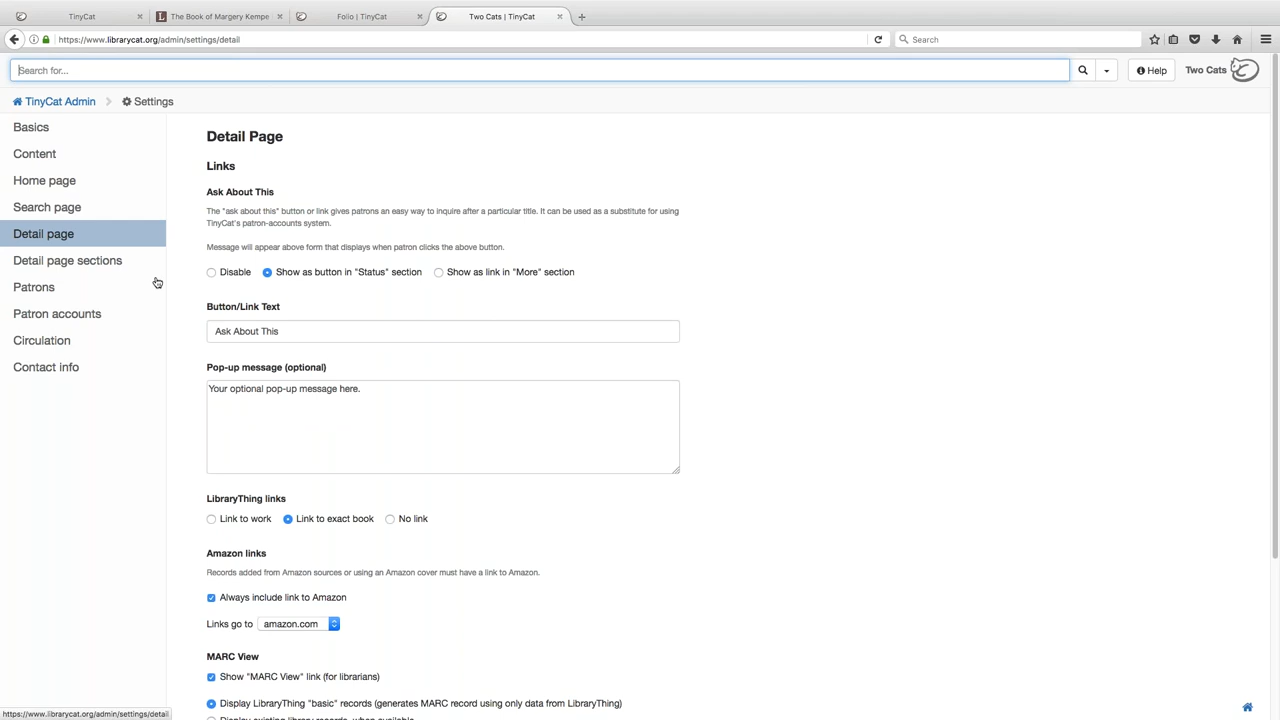 TinyCat
The Book of Margery Kempe
Folio | TinyCat
Two Cats | TinyCat
https://www.librarycat.org/admin/settings/detail
Search
Search for...
Help
Two Cats
TinyCat Admin
Settings
Basics
Content
Home page
Search page
Detail page
Detail page sections
Patrons
Patron accounts
Circulation
Contact info
Detail Page
Links
Ask About This
The "ask about this" button or link gives patrons an easy way to inquire after a particular title. It can be used as a substitute for using
TinyCat's patron-accounts system.
Message will appear above form that displays when patron clicks the above button.
Disable Show as button in "Status" section Show as link in "More" section
Button/Link Text
Ask About This
Pop-up message (optional)
Your optional pop-up message here.
LibraryThing links
Link to work Link to exact book No link
Amazon links
Records added from Amazon sources or using an Amazon cover must have a link to Amazon.
Always include link to Amazon
Links go to amazon.com
MARC View
Show "MARC View" link (for librarians)
Display LibraryThing "basic" records (generates MARC record using only data from LibraryThing)
Display existing library records, when available
https://www.librarycat.org/admin/settings/detail